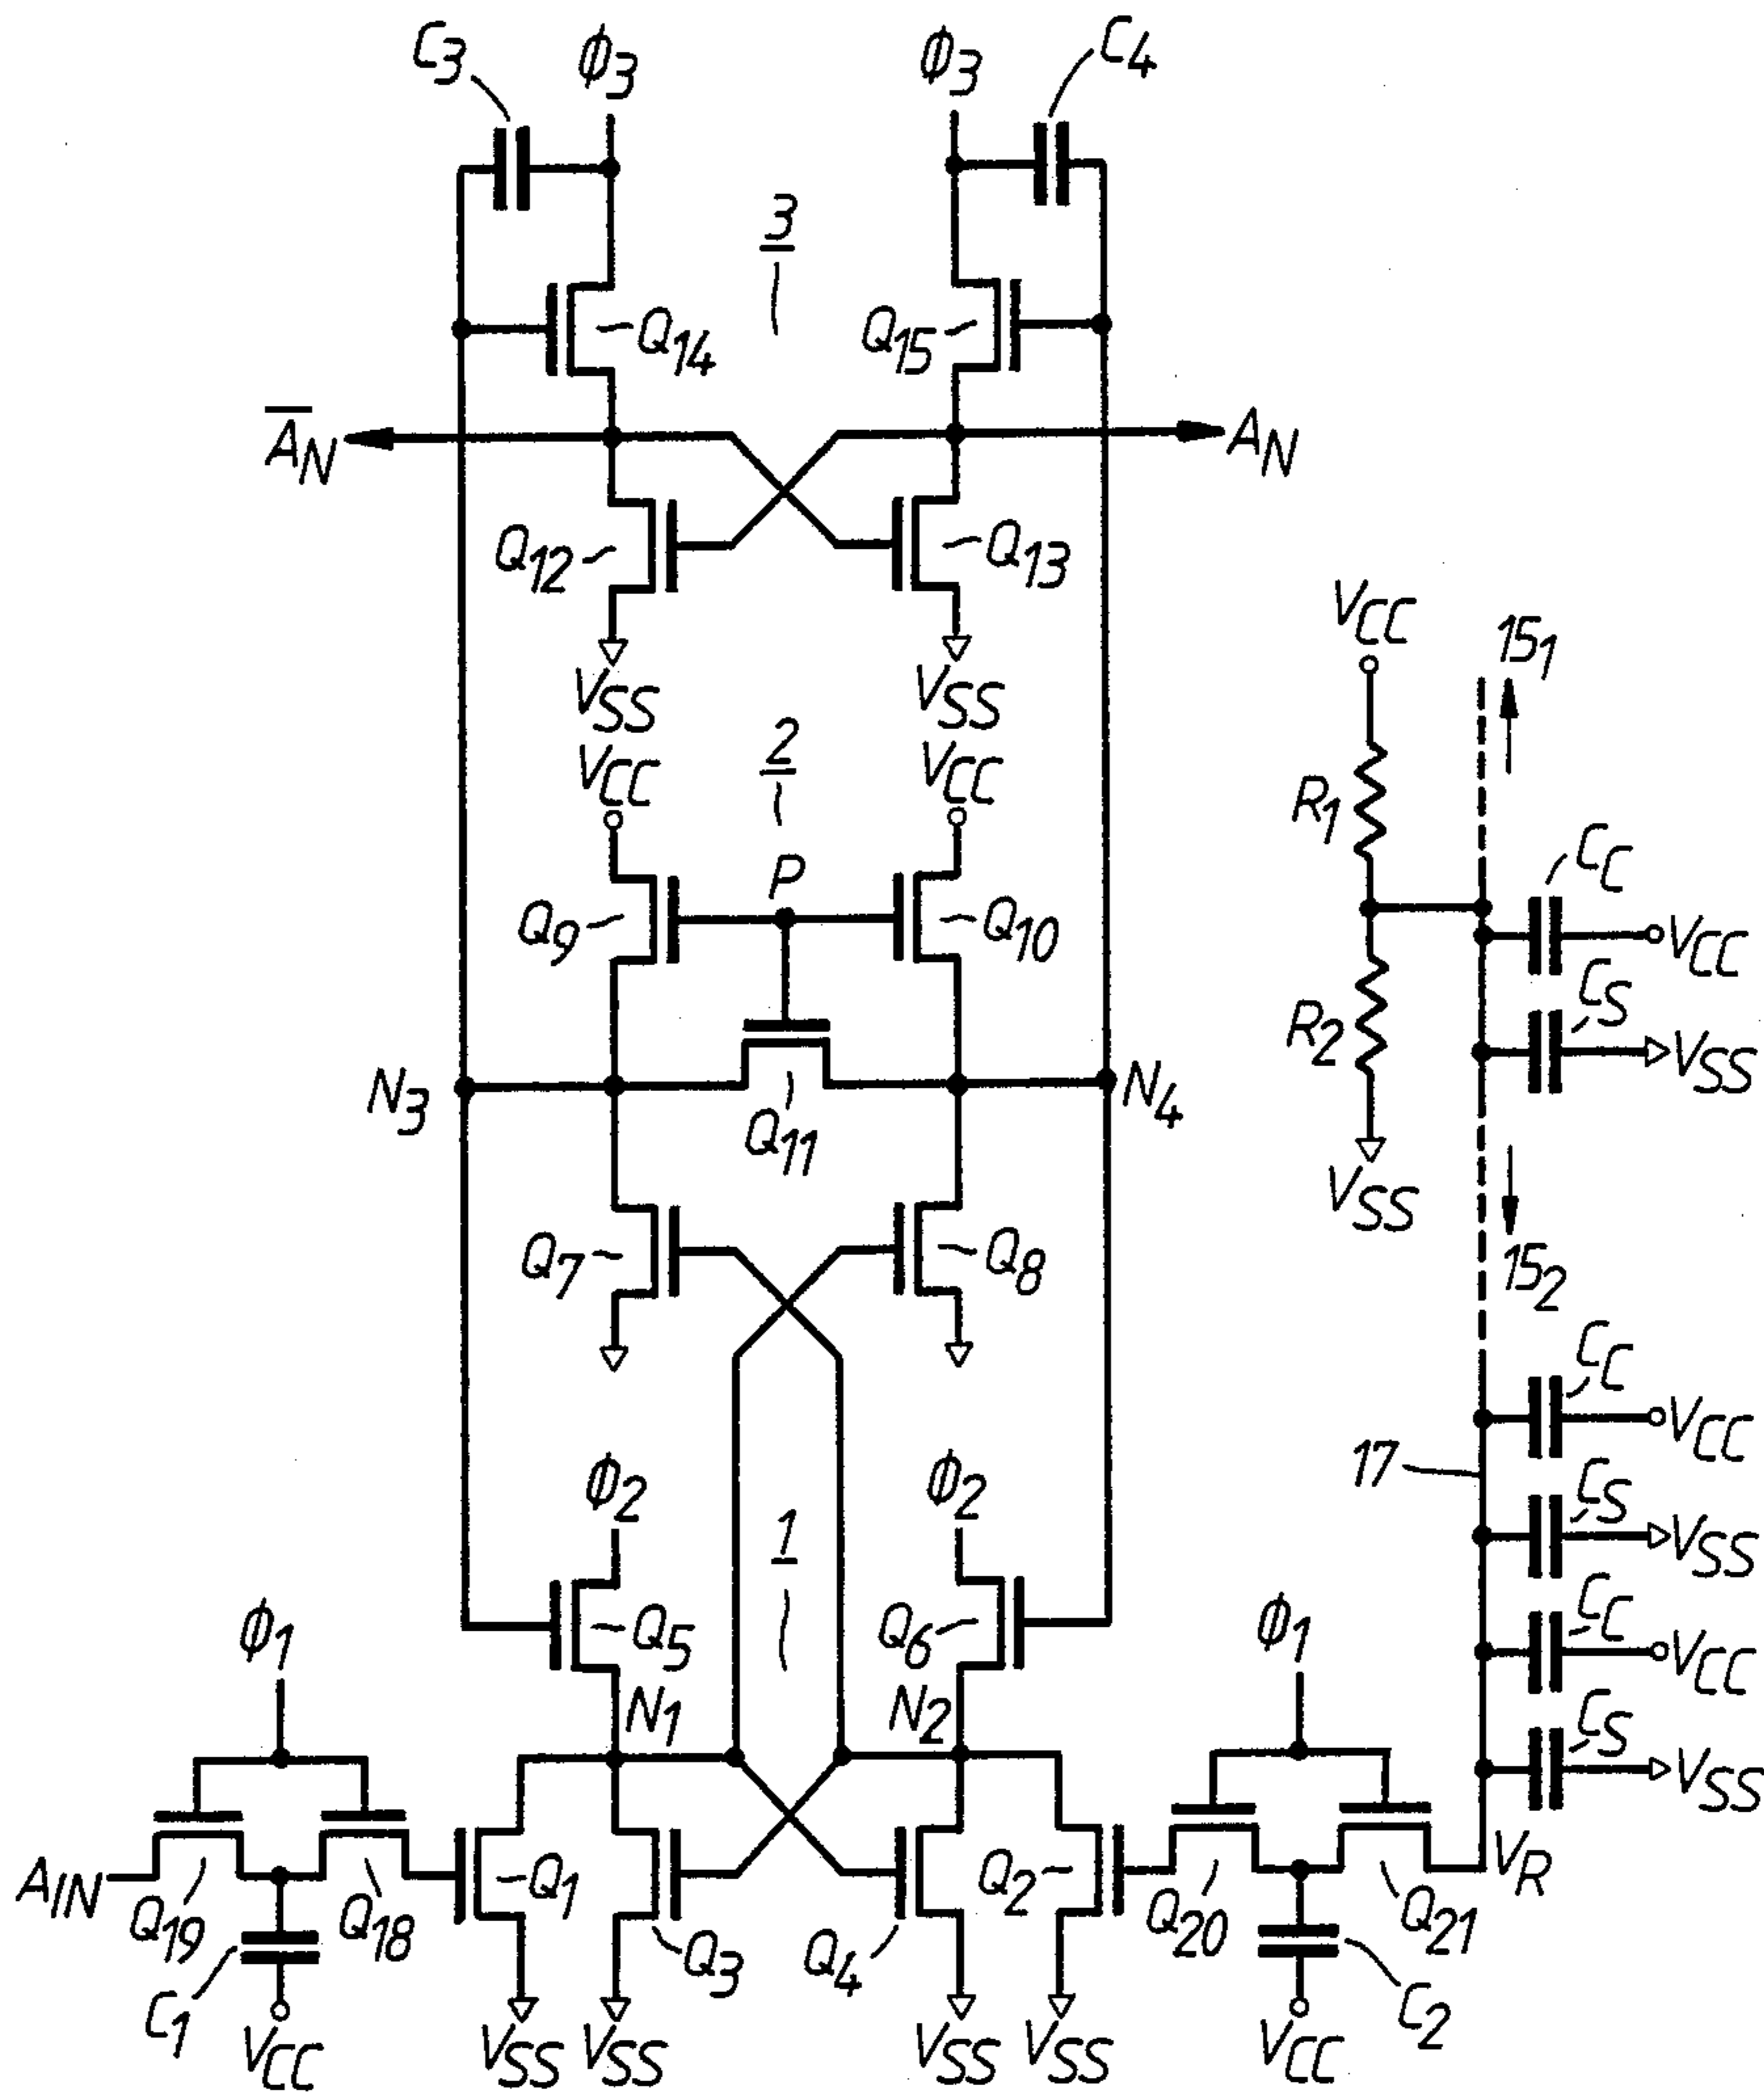 C3 ϕ3 ϕ3 C4
3
Q14 Q15
A̅N AN
Q12 Q13
VSS VSS
VCC 151
2
VCC VCC
R1
P
CC
Q9 Q10
VCC
CS
R2
VSS
N3 N4
Q11
VSS
Q7 Q8
152
CC
VCC
17
ϕ2 ϕ2
CS
1
VSS
ϕ1 Q5 Q6 ϕ1
CC
VCC
N1 N2
CS
VSS
AIN VR
Q19 Q18 Q1 Q3 Q4 Q2 Q20 Q21
C1 C2
VCC VSS VSS VSS VSS VCC